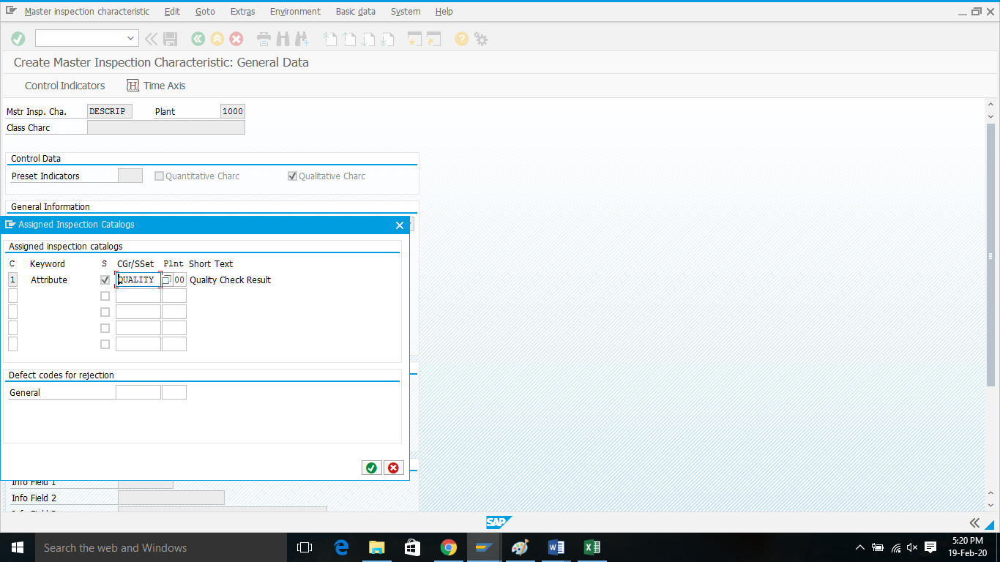 Master inspection characteristic Edit Goto Extras Environment Basic data System Help
Create Master Inspection Characteristic: General Data
Control Indicators Time Axis
Mstr Insp. Cha. DESCRIP Plant 1000
Class Charc
Control Data
Preset Indicators Quantitative Charc Qualitative Charc
General Information
Assigned Inspection Catalogs
Assigned inspection catalogs
C Keyword S CGr/SSet Plnt Short Text
1 Attribute QUALITY 00 Quality Check Result
Defect codes for rejection
General
Info Field 1
Info Field 2
SAP
Search the web and Windows
5:20 PM
19-Feb-20